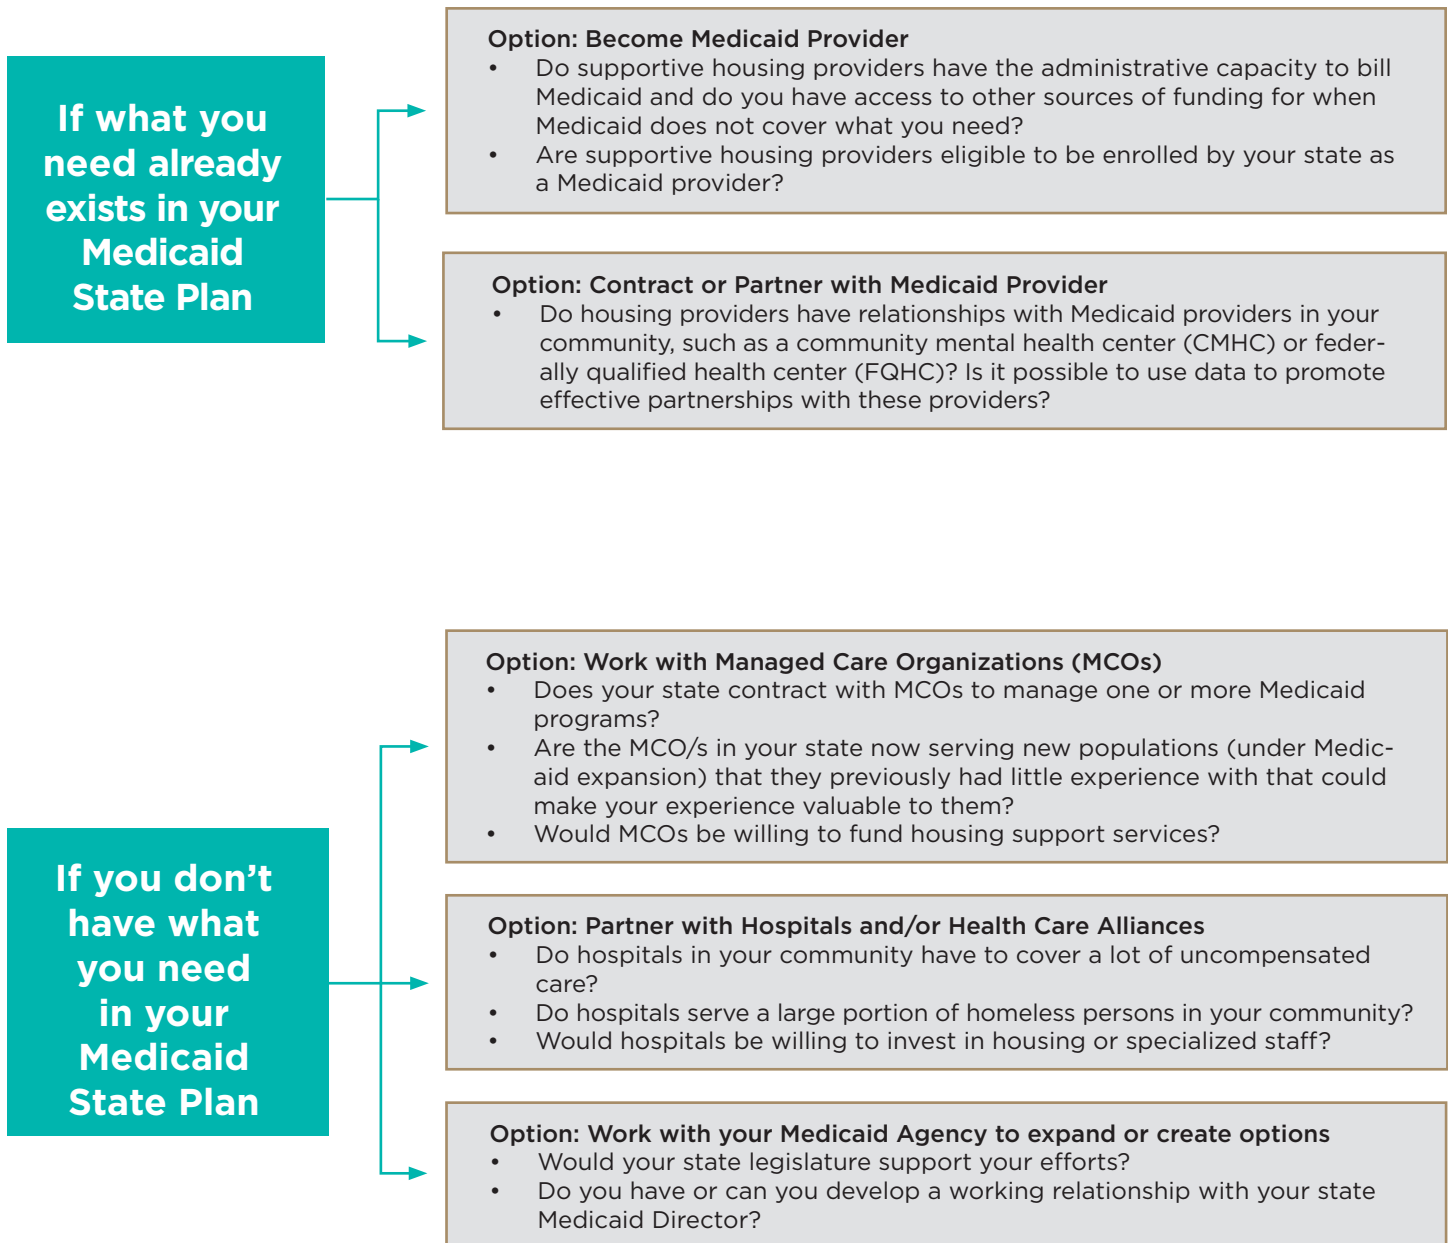 If what you
need already
exists in your
Medicaid
State Plan
Option: Become Medicaid Provider
• Do supportive housing providers have the administrative capacity to bill
Medicaid and do you have access to other sources of funding for when
Medicaid does not cover what you need?
• Are supportive housing providers eligible to be enrolled by your state as
a Medicaid provider?
Option: Contract or Partner with Medicaid Provider
• Do housing providers have relationships with Medicaid providers in your
community, such as a community mental health center (CMHC) or feder-
ally qualified health center (FQHC)? Is it possible to use data to promote
effective partnerships with these providers?
If you don’t
have what
you need
in your
Medicaid
State Plan
Option: Work with Managed Care Organizations (MCOs)
• Does your state contract with MCOs to manage one or more Medicaid
programs?
• Are the MCO/s in your state now serving new populations (under Medic-
aid expansion) that they previously had little experience with that could
make your experience valuable to them?
• Would MCOs be willing to fund housing support services?
Option: Partner with Hospitals and/or Health Care Alliances
• Do hospitals in your community have to cover a lot of uncompensated
care?
• Do hospitals serve a large portion of homeless persons in your community?
• Would hospitals be willing to invest in housing or specialized staff?
Option: Work with your Medicaid Agency to expand or create options
• Would your state legislature support your efforts?
• Do you have or can you develop a working relationship with your state
Medicaid Director?